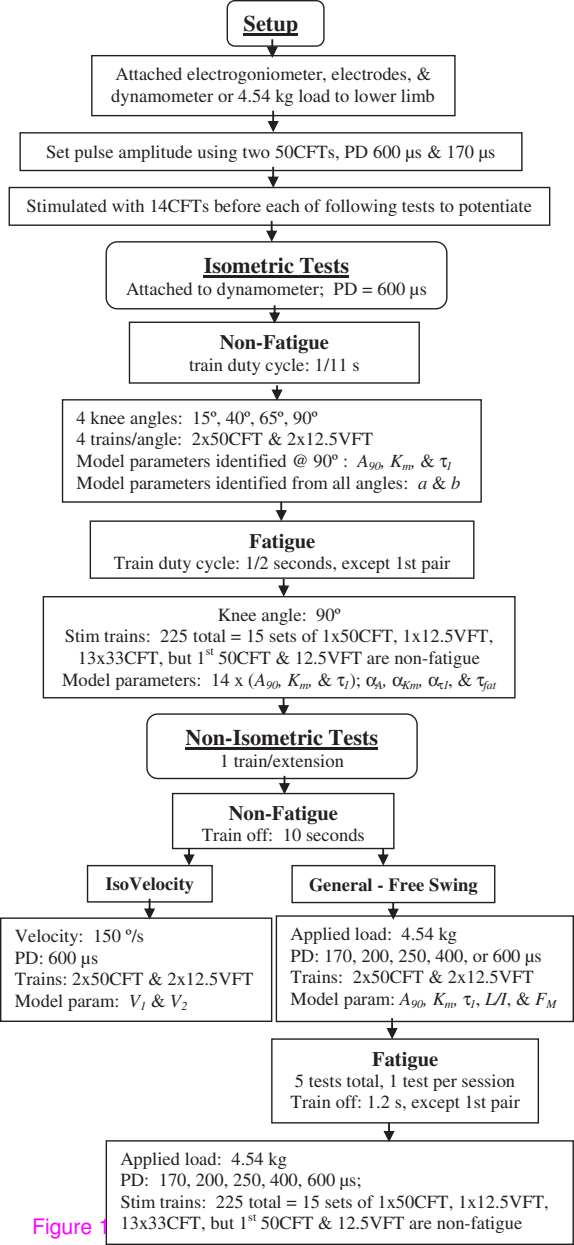 Setup
Attached electrogoniometer, electrodes, &
dynamometer or 4.54 kg load to lower limb
Set pulse amplitude using two 50CFTs, PD 600 µs & 170 µs
Stimulated with 14CFTs before each of following tests to potentiate
Isometric Tests
Attached to dynamometer; PD = 600 µs
Non-Fatigue
train duty cycle: 1/11 s
4 knee angles: 15º, 40º, 65º, 90º
4 trains/angle: 2x50CFT & 2x12.5VFT
Model parameters identified @ 90º : A90, Km, & τ1
Model parameters identified from all angles: a & b
Fatigue
Train duty cycle: 1/2 seconds, except 1st pair
Knee angle: 90º
Stim trains: 225 total = 15 sets of 1x50CFT, 1x12.5VFT,
13x33CFT, but 1st 50CFT & 12.5VFT are non-fatigue
Model parameters: 14 x (A90, Km, & τ1); αA, αKm, ατ1, & τfat
Non-Isometric Tests
1 train/extension
Non-Fatigue
Train off: 10 seconds
IsoVelocity
Velocity: 150 º/s
PD: 600 µs
Trains: 2x50CFT & 2x12.5VFT
Model param: V1 & V2
General - Free Swing
Applied load: 4.54 kg
PD: 170, 200, 250, 400, or 600 µs
Trains: 2x50CFT & 2x12.5VFT
Model param: A90, Km, τ1, L/I, & FM
Fatigue
5 tests total, 1 test per session
Train off: 1.2 s, except 1st pair
Applied load: 4.54 kg
PD: 170, 200, 250, 400, 600 µs;
Stim trains: 225 total = 15 sets of 1x50CFT, 1x12.5VFT,
13x33CFT, but 1st 50CFT & 12.5VFT are non-fatigue
Figure 1